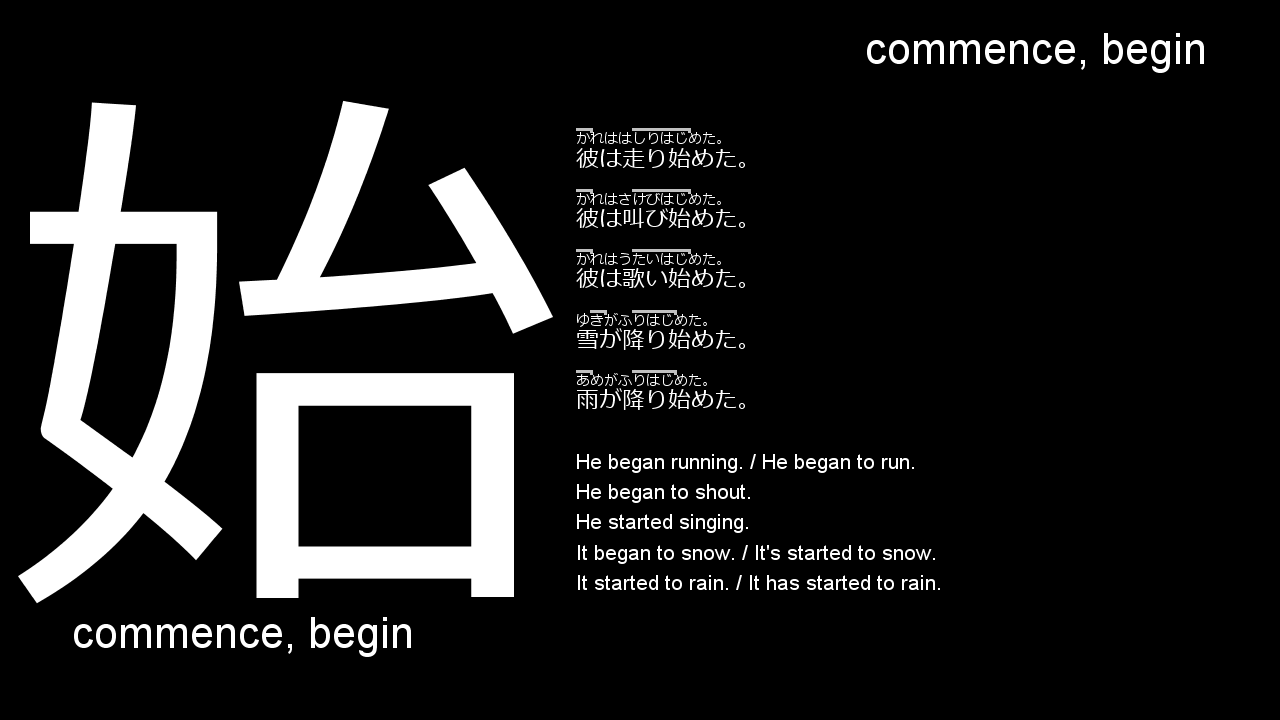 commence, begin
始
かれははしりはじめた。
彼は走り始めた。
かれはさけびはじめた。
彼は叫び始めた。
かれはうたいはじめた。
彼は歌い始めた。
ゆきがふりはじめた。
雪が降り始めた。
あめがふりはじめた。
雨が降り始めた。
He began running. / He began to run.
He began to shout.
He started singing.
It began to snow. / It's started to snow.
It started to rain. / It has started to rain.
commence, begin